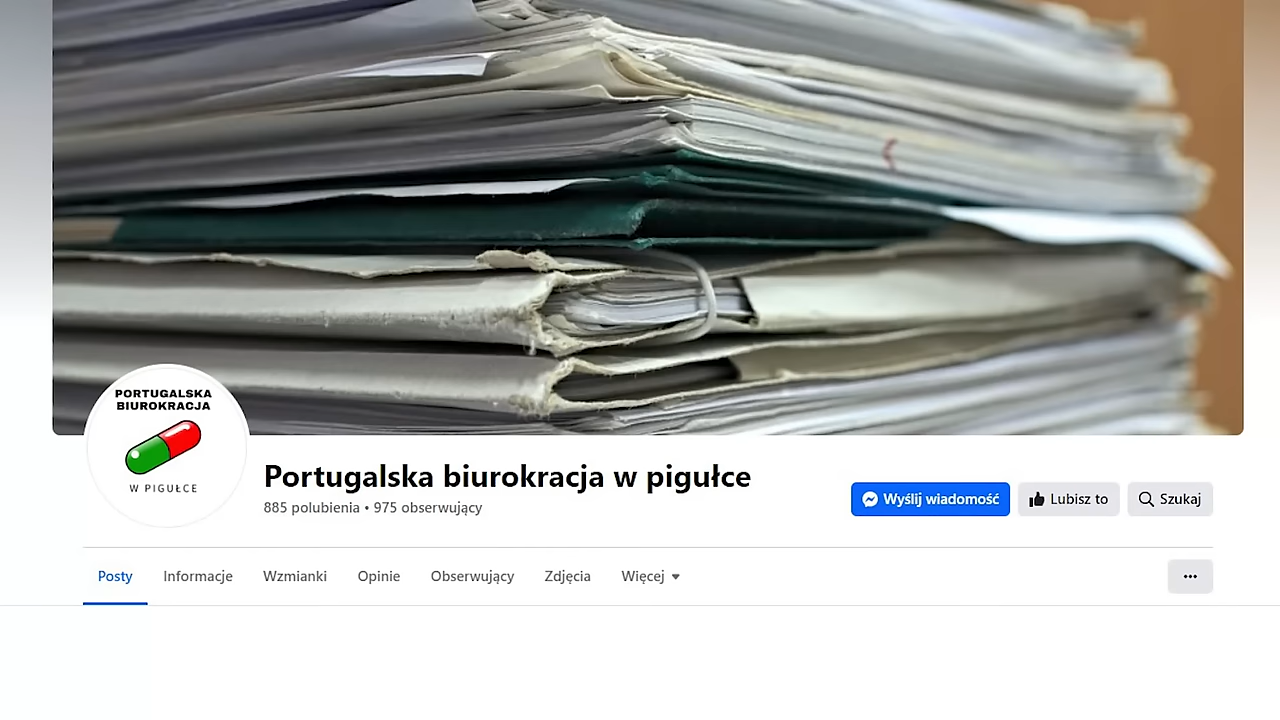 PORTUGALSKA
BIUROKRACJA
W PIGUŁCE
Portugalska biurokracja w pigułce
885 polubienia • 975 obserwujący
Wyślij wiadomość
Lubisz to
Szukaj
Posty
Informacje
Wzmianki
Opinie
Obserwujący
Zdjęcia
Więcej